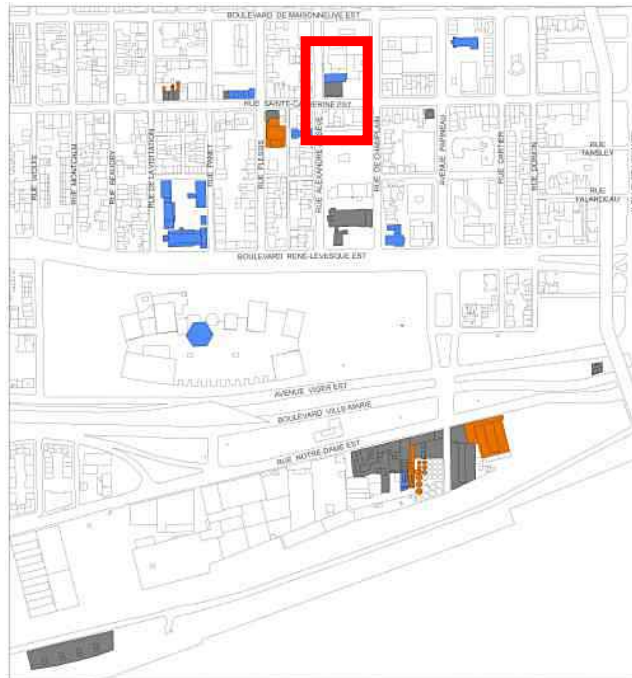 BOULEVARD DE MAISONNEUVE EST
RUE SAINTE-CATHERINE EST
RUE WOLFE
RUE MONTCALM
RUE BEAUDRY
RUE DE LA VISITATION
RUE PANET
RUE PLESSIS
RUE ALEXANDRE-DESÈVE
RUE DE CHAMPLAIN
AVENUE PAPINEAU
RUE CARTIER
RUE DORION
RUE TANSLEY
RUE FALARDEAU
BOULEVARD RENÉ-LÉVESQUE EST
AVENUE VIGER EST
BOULEVARD VILLE-MARIE
RUE NOTRE-DAME EST